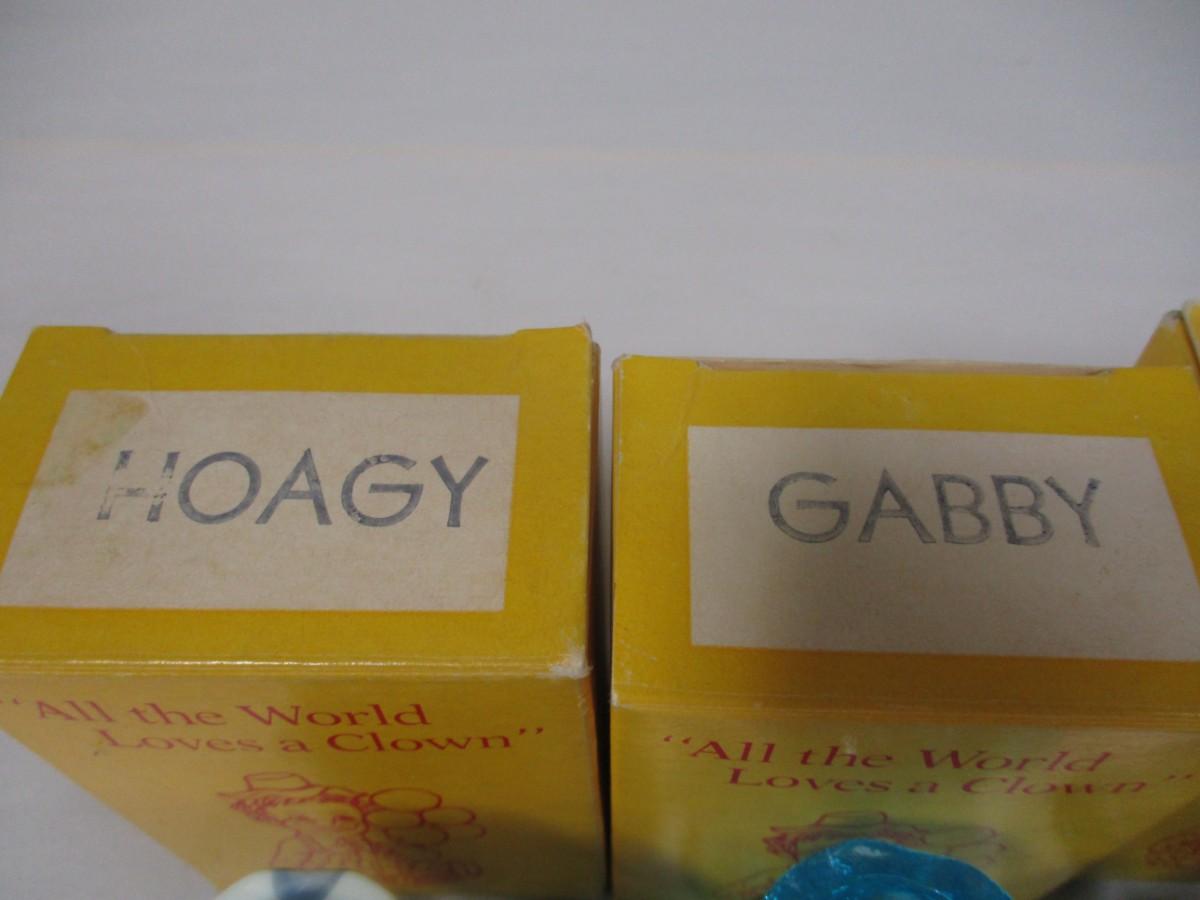 HOAGY
"All the World
Loves a Clown"
GABBY
"All the World
Loves a Clown"